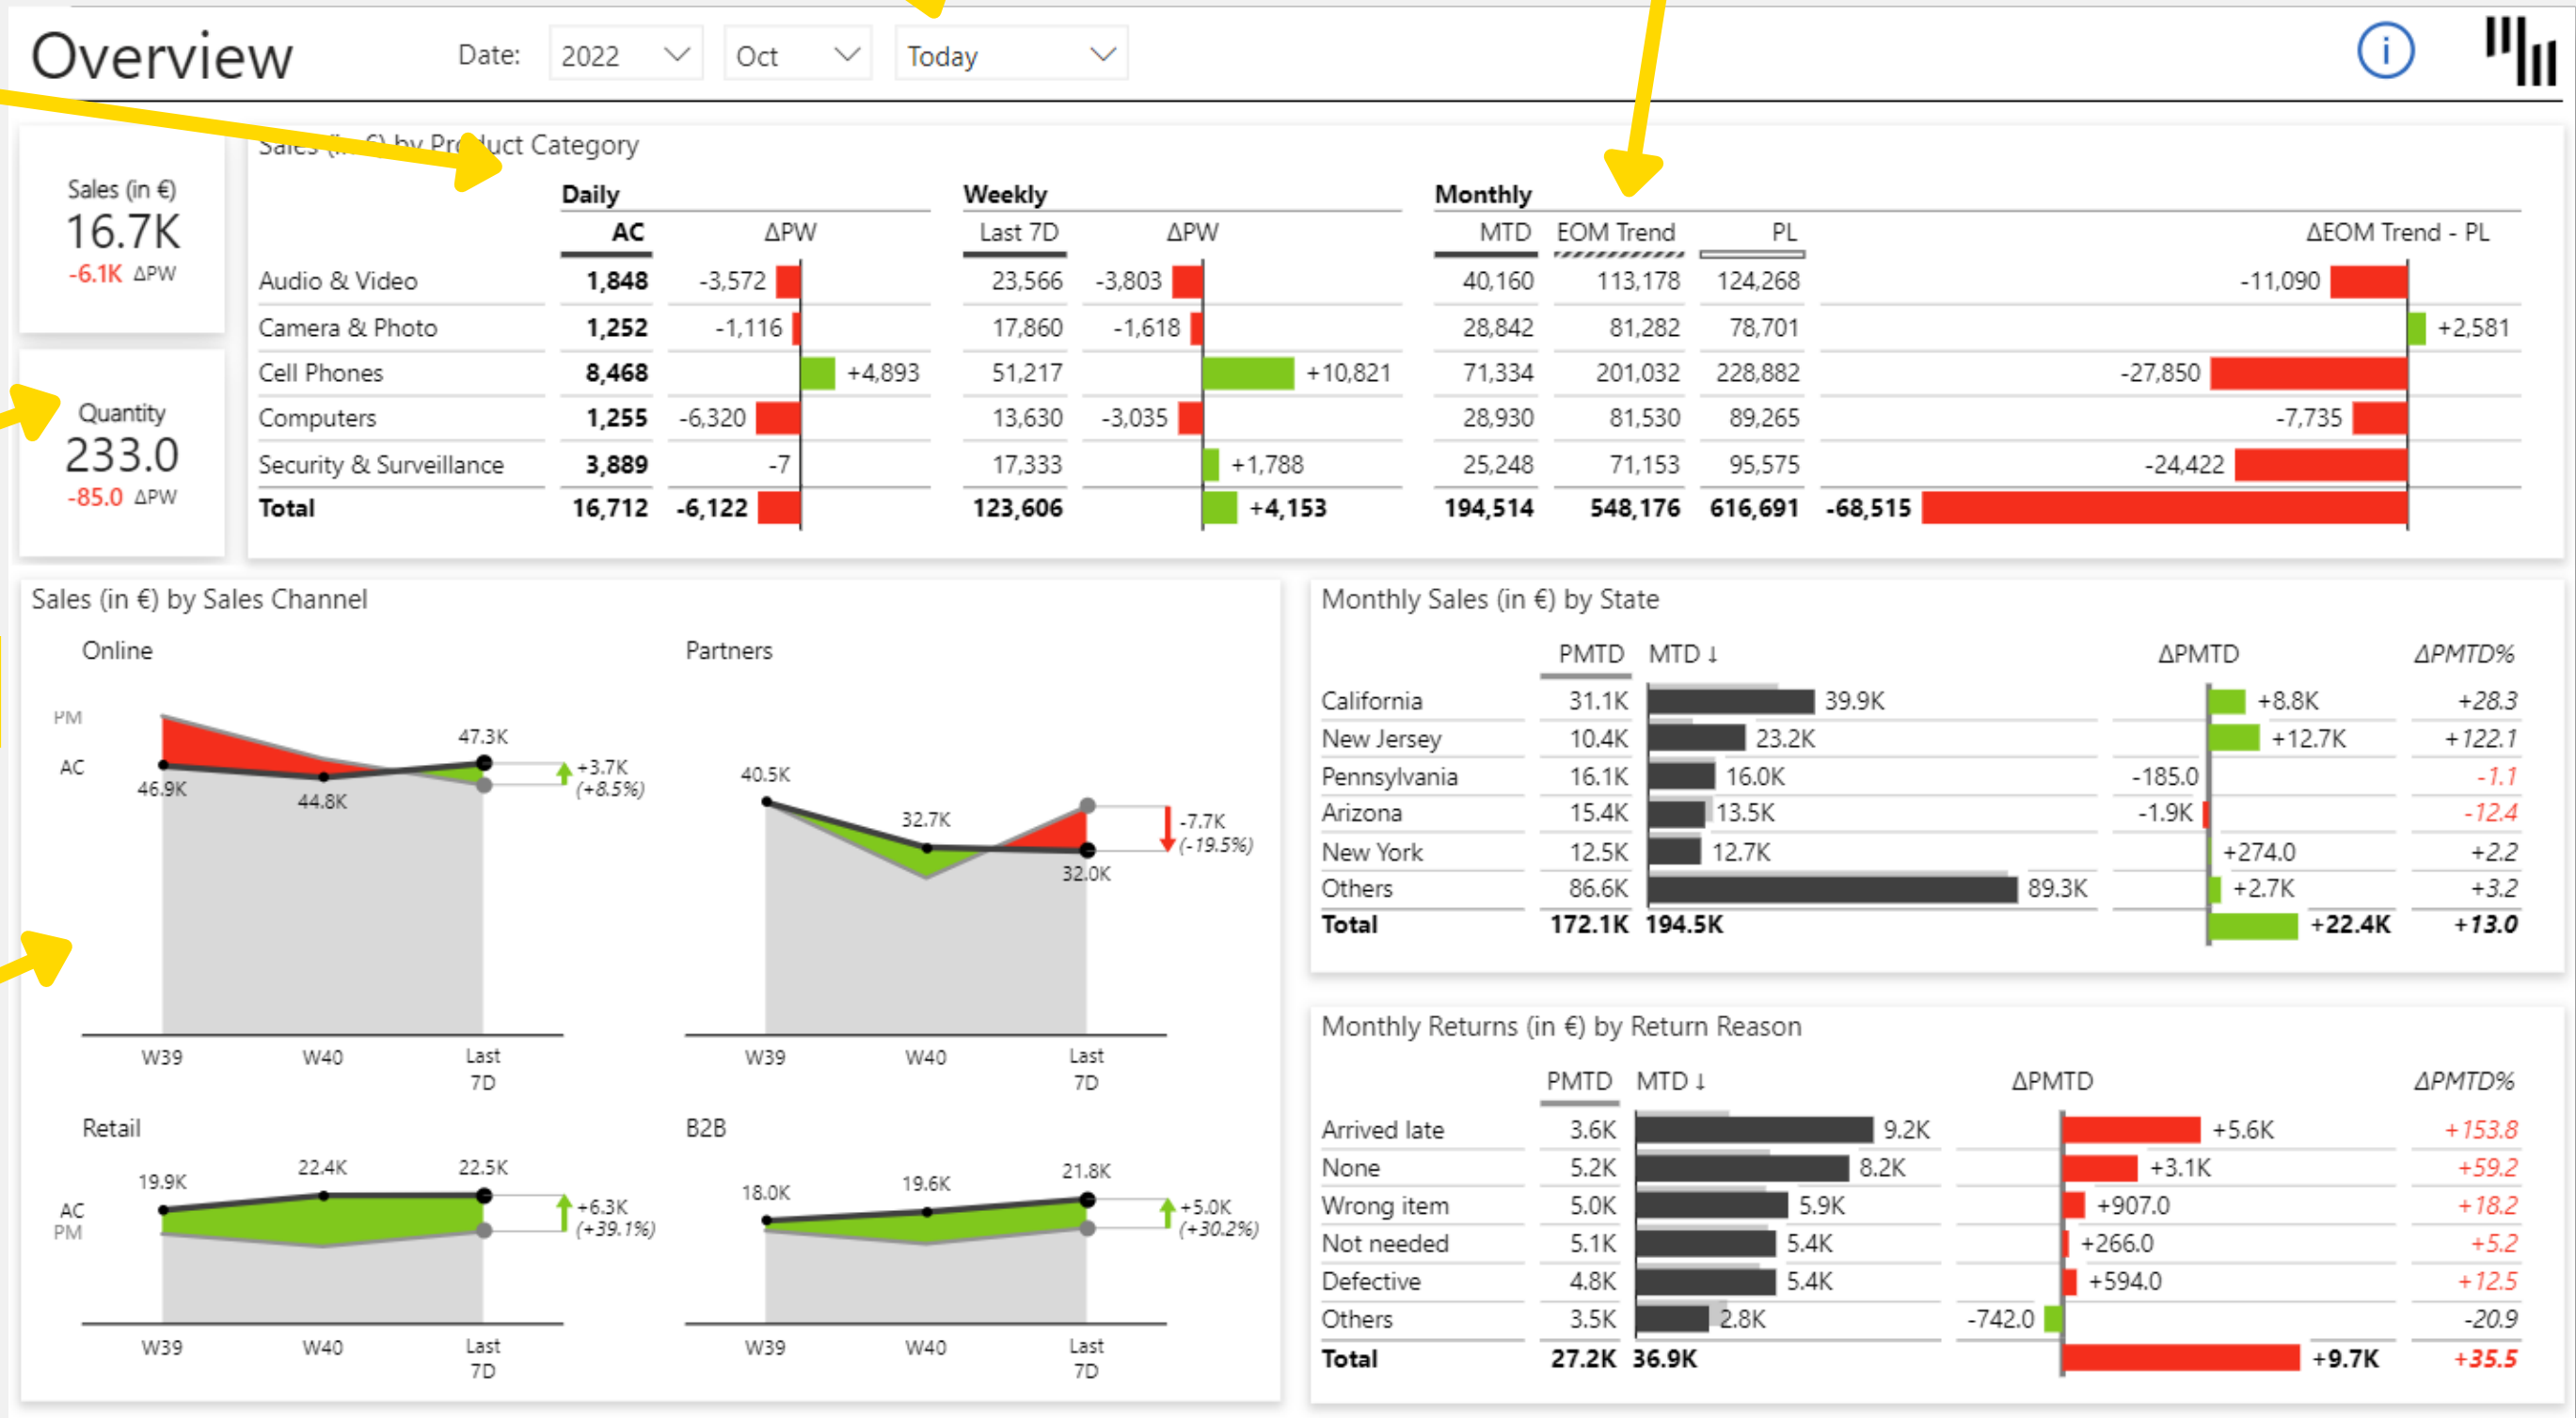 Overview
Date: 2022 Oct Today
i
Sales (in €)
16.7K
-6.1K ΔPW
Quantity
233.0
-85.0 ΔPW
Sales (in €) by Product Category
Daily Weekly Monthly
AC ΔPW Last 7D ΔPW MTD EOM Trend PL ΔEOM Trend - PL
Audio & Video 1,848 -3,572 23,566 -3,803 40,160 113,178 124,268 -11,090
Camera & Photo 1,252 -1,116 17,860 -1,618 28,842 81,282 78,701 +2,581
Cell Phones 8,468 +4,893 51,217 +10,821 71,334 201,032 228,882 -27,850
Computers 1,255 -6,320 13,630 -3,035 28,930 81,530 89,265 -7,735
Security & Surveillance 3,889 -7 17,333 +1,788 25,248 71,153 95,575 -24,422
Total 16,712 -6,122 123,606 +4,153 194,514 548,176 616,691 -68,515
Sales (in €) by Sales Channel
Online
PM
AC
46.9K
44.8K
47.3K
+3.7K
(+8.5%)
W39 W40 Last
7D
Partners
40.5K
32.7K
32.0K
-7.7K
(-19.5%)
W39 W40 Last
7D
Retail
AC
PM
19.9K
22.4K
22.5K
+6.3K
(+39.1%)
W39 W40 Last
7D
B2B
18.0K
19.6K
21.8K
+5.0K
(+30.2%)
W39 W40 Last
7D
Monthly Sales (in €) by State
PMTD MTD ↓ ΔPMTD ΔPMTD%
California 31.1K 39.9K +8.8K +28.3
New Jersey 10.4K 23.2K +12.7K +122.1
Pennsylvania 16.1K 16.0K -185.0 -1.1
Arizona 15.4K 13.5K -1.9K -12.4
New York 12.5K 12.7K +274.0 +2.2
Others 86.6K 89.3K +2.7K +3.2
Total 172.1K 194.5K +22.4K +13.0
Monthly Returns (in €) by Return Reason
PMTD MTD ↓ ΔPMTD ΔPMTD%
Arrived late 3.6K 9.2K +5.6K +153.8
None 5.2K 8.2K +3.1K +59.2
Wrong item 5.0K 5.9K +907.0 +18.2
Not needed 5.1K 5.4K +266.0 +5.2
Defective 4.8K 5.4K +594.0 +12.5
Others 3.5K 2.8K -742.0 -20.9
Total 27.2K 36.9K +9.7K +35.5